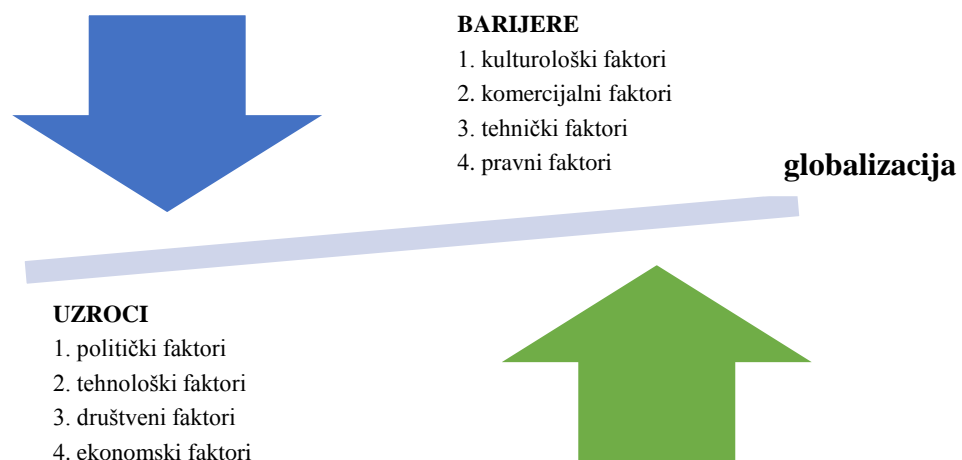 BARIJERE
1. kulturološki faktori
2. komercijalni faktori
3. tehnički faktori
4. pravni faktori
globalizacija
UZROCI
1. politički faktori
2. tehnološki faktori
3. društveni faktori
4. ekonomski faktori